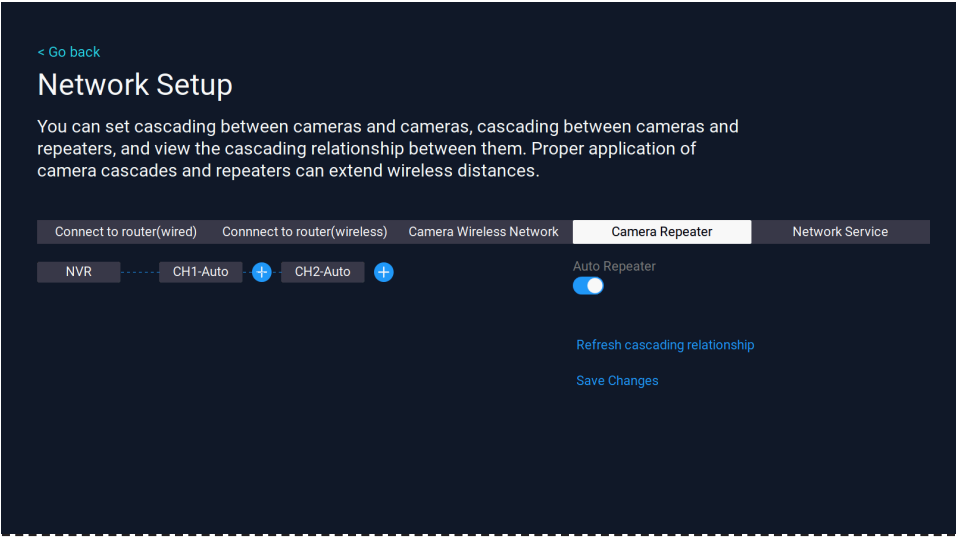 < Go back
Network Setup
You can set cascading between cameras and cameras, cascading between cameras and
repeaters, and view the cascading relationship between them. Proper application of
camera cascades and repeaters can extend wireless distances.
Connect to router(wired) Connnect to router(wireless) Camera Wireless Network Camera Repeater Network Service
NVR CH1-Auto + CH2-Auto +
Auto Repeater
Refresh cascading relationship
Save Changes